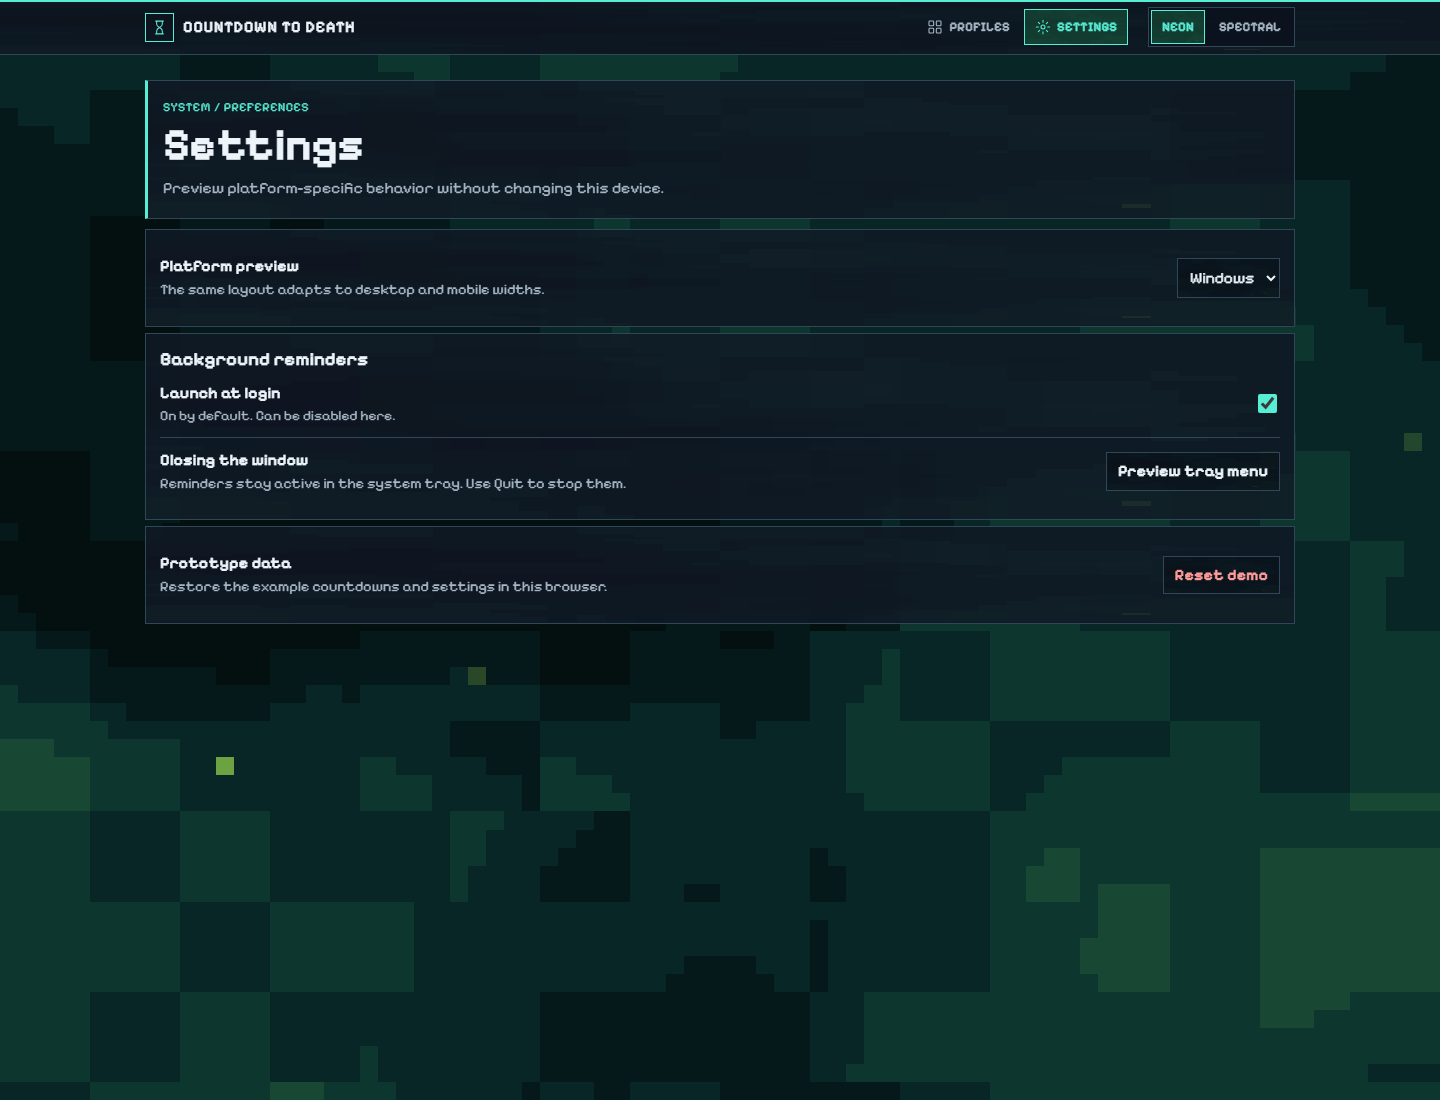 COUNTDOWN TO DEATH
PROFILES
SETTINGS
NEON
SPECTRAL
SYSTEM / PREFERENCES
Settings
Preview platform-specific behavior without changing this device.
Platform preview
The same layout adapts to desktop and mobile widths.
Windows
Background reminders
Launch at login
On by default. Can be disabled here.
Closing the window
Reminders stay active in the system tray. Use Quit to stop them.
Preview tray menu
Prototype data
Restore the example countdowns and settings in this browser.
Reset demo